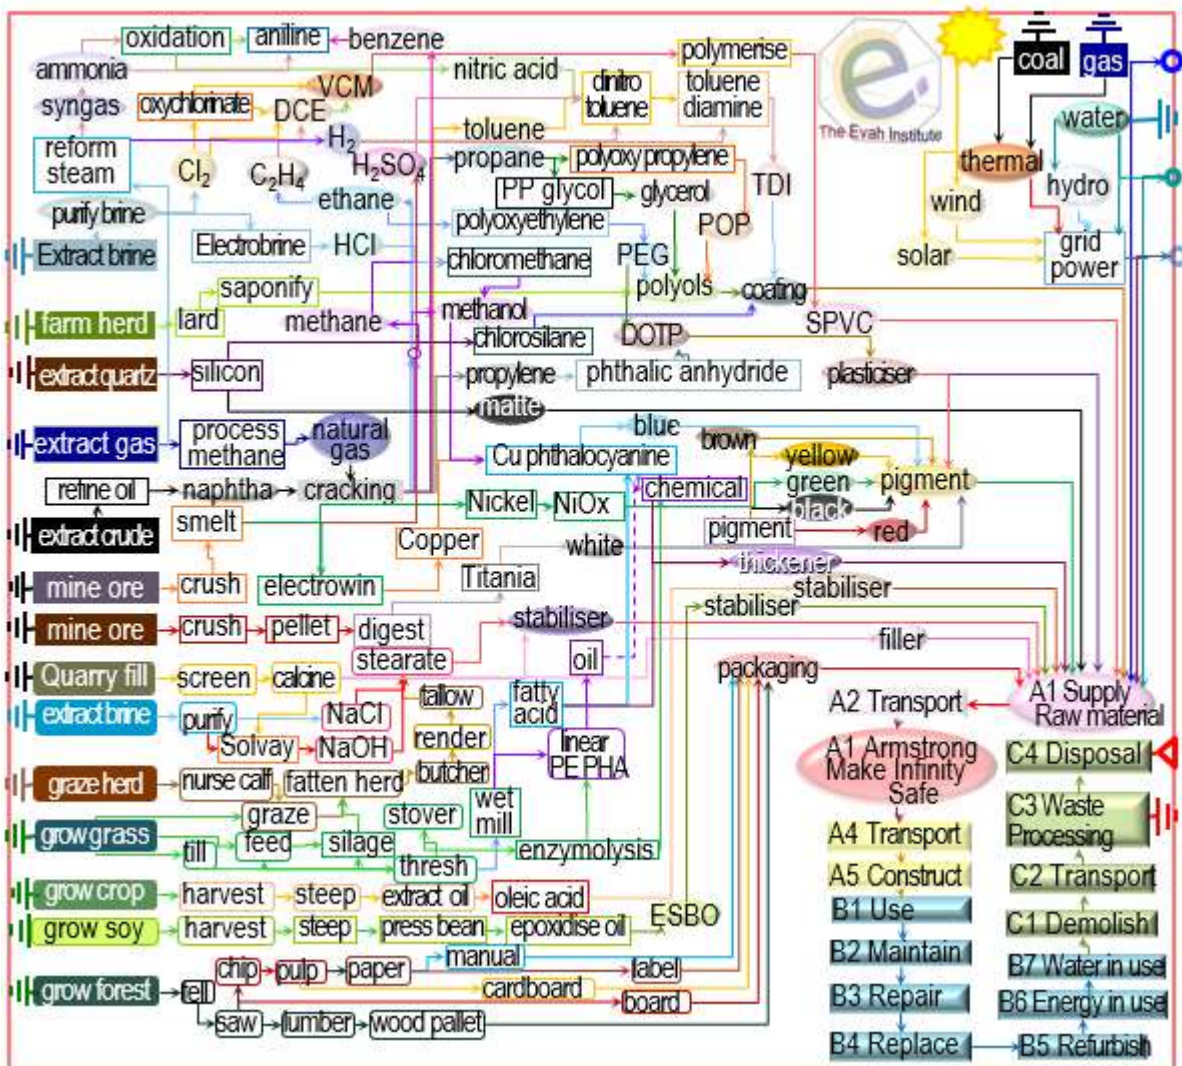 oxidation aniline benzene polymerise coal gas
ammonia nitric acid dinitro toluene
VCM toluene diamine
syngas oxychlorinate DCE e. water
H2 toluene The Evah Institute
reform steam
Cl2 C2H4 H2SO4 propane polyoxy propylene thermal
PP glycol glycerol TDI hydro
ethane wind
purify brine polyoxyethylene POP
Electrobrine HCl PEG grid power
Extract brine chloromethane solar
saponify polyols coating
farm herd lard methane methanol SPVC
chlorosilane DOTP
extract quartz silicon propylene phthalic anhydride plasticiser
matte
extract gas process methane natural gas blue brown
Cu phthalocyanine yellow
refine oil naphtha cracking chemical green pigment
Nickel NiOx black
extract crude smelt Copper pigment red
white
mine ore crush electrowin Titania thickener
stabiliser
stabiliser
mine ore crush pellet digest stabiliser
stearate oil filler
Quarry fill screen calcine packaging
tallow fatty acid A2 Transport A1 Supply Raw material
extract brine purify NaCl
Solvay NaOH render linear PE PHA A1 Armstrong Make Infinity Safe C4 Disposal
graze herd nurse calf fatten herd butcher
graze stover wet mill C3 Waste Processing
grow grass feed silage A4 Transport
till thresh enzymolysis
grow crop harvest steep extract oil oleic acid A5 Construct C2 Transport
ESBO B1 Use C1 Demolish
grow soy harvest steep press bean epoxidise oil
manual B2 Maintain B7 Water in use
chip pulp paper label
grow forest fell cardboard B3 Repair B6 Energy in use
board
saw lumber wood pallet B4 Replace B5 Refurbish